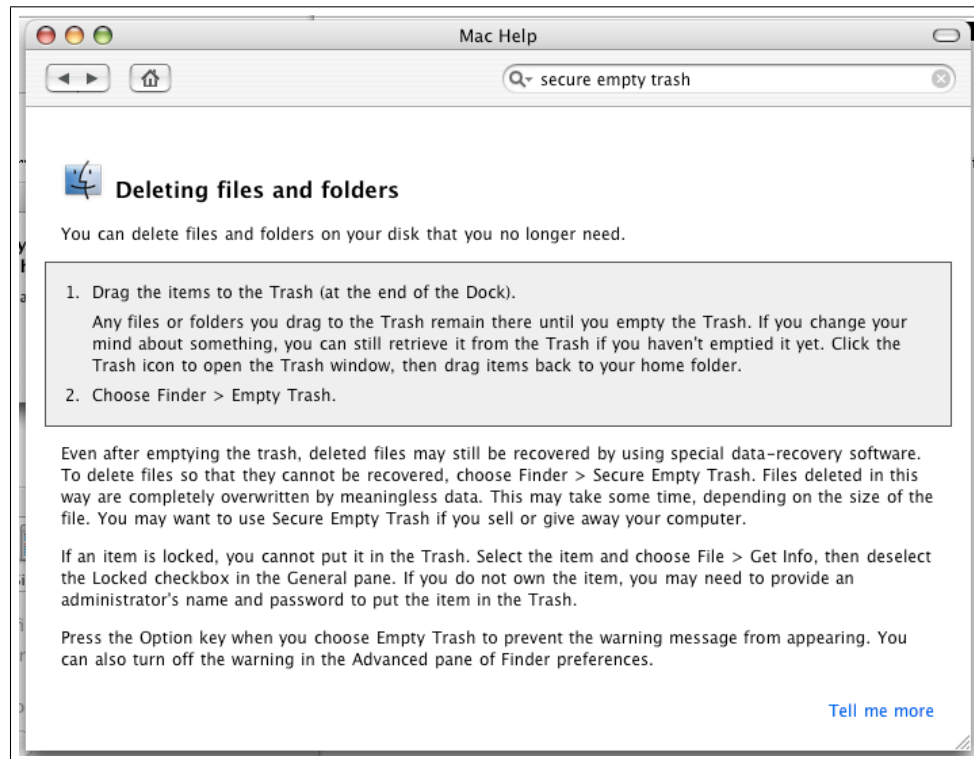 Mac Help
secure empty trash
Deleting files and folders
You can delete files and folders on your disk that you no longer need.
1. Drag the items to the Trash (at the end of the Dock).
Any files or folders you drag to the Trash remain there until you empty the Trash. If you change your
mind about something, you can still retrieve it from the Trash if you haven't emptied it yet. Click the
Trash icon to open the Trash window, then drag items back to your home folder.
2. Choose Finder > Empty Trash.
Even after emptying the trash, deleted files may still be recovered by using special data-recovery software.
To delete files so that they cannot be recovered, choose Finder > Secure Empty Trash. Files deleted in this
way are completely overwritten by meaningless data. This may take some time, depending on the size of the
file. You may want to use Secure Empty Trash if you sell or give away your computer.
If an item is locked, you cannot put it in the Trash. Select the item and choose File > Get Info, then deselect
the Locked checkbox in the General pane. If you do not own the item, you may need to provide an
administrator's name and password to put the item in the Trash.
Press the Option key when you choose Empty Trash to prevent the warning message from appearing. You
can also turn off the warning in the Advanced pane of Finder preferences.
Tell me more